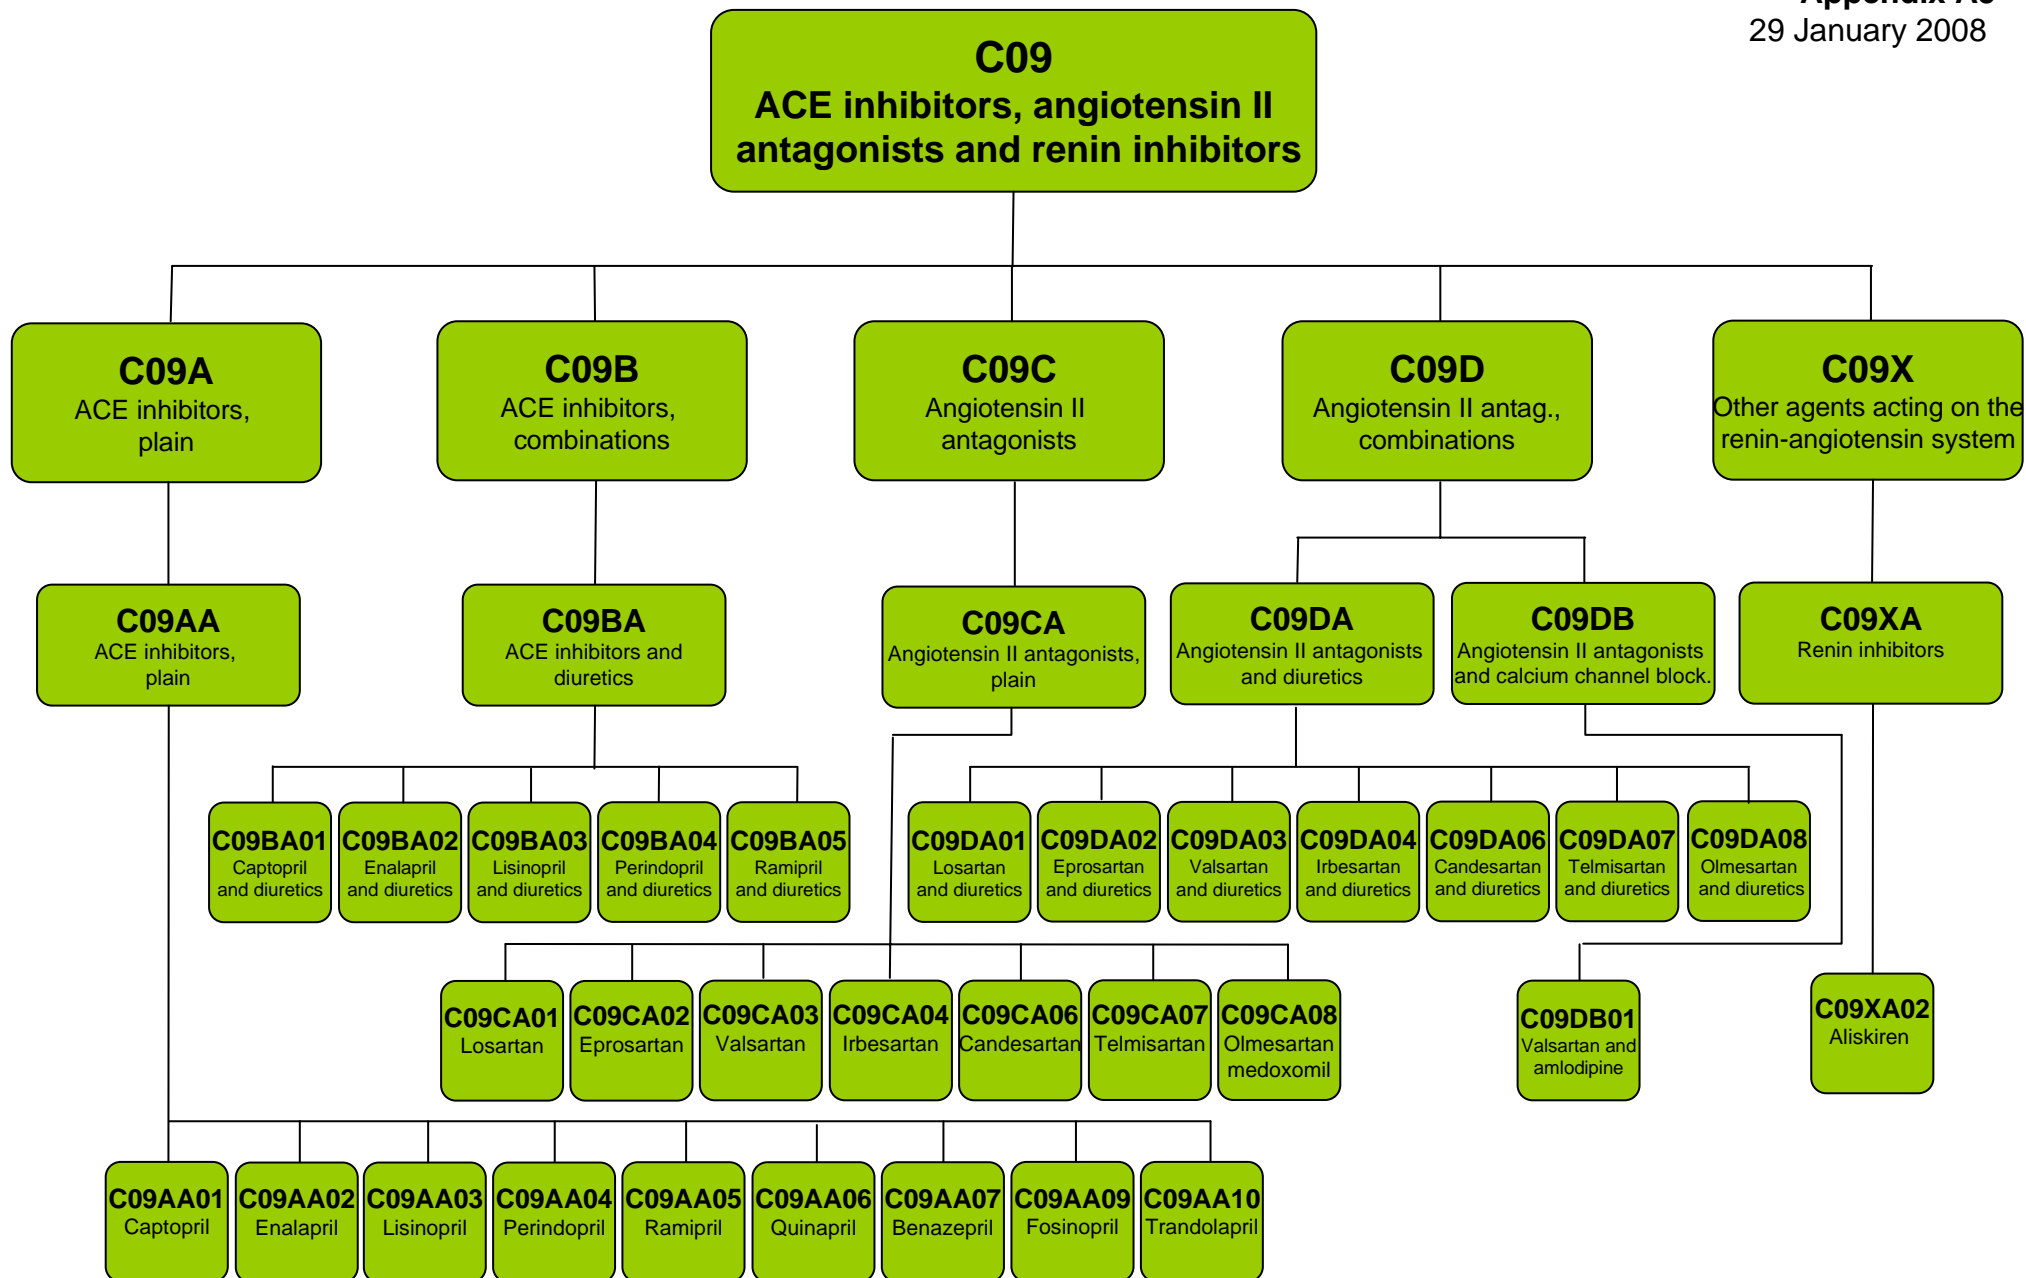 Appendix
29 January 2008
C09
ACE inhibitors, angiotensin II
antagonists and renin inhibitors
C09A
ACE inhibitors,
plain
C09B
ACE inhibitors,
combinations
C09C
Angiotensin II
antagonists
C09D
Angiotensin II antag.,
combinations
C09X
Other agents acting on the
renin-angiotensin system
C09AA
ACE inhibitors,
plain
C09BA
ACE inhibitors and
diuretics
C09CA
Angiotensin II antagonists,
plain
C09DA
Angiotensin II antagonists
and diuretics
C09DB
Angiotensin II antagonists
and calcium channel block.
C09XA
Renin inhibitors
C09BA01
Captopril
and diuretics
C09BA02
Enalapril
and diuretics
C09BA03
Lisinopril
and diuretics
C09BA04
Perindopril
and diuretics
C09BA05
Ramipril
and diuretics
C09DA01
Losartan
and diuretics
C09DA02
Eprosartan
and diuretics
C09DA03
Valsartan
and diuretics
C09DA04
Irbesartan
and diuretics
C09DA06
Candesartan
and diuretics
C09DA07
Telmisartan
and diuretics
C09DA08
Olmesartan
and diuretics
C09CA01
Losartan
C09CA02
Eprosartan
C09CA03
Valsartan
C09CA04
Irbesartan
C09CA06
Candesartan
C09CA07
Telmisartan
C09CA08
Olmesartan
medoxomil
C09DB01
Valsartan and
amlodipine
C09XA02
Aliskiren
C09AA01
Captopril
C09AA02
Enalapril
C09AA03
Lisinopril
C09AA04
Perindopril
C09AA05
Ramipril
C09AA06
Quinapril
C09AA07
Benazepril
C09AA09
Fosinopril
C09AA10
Trandolapril